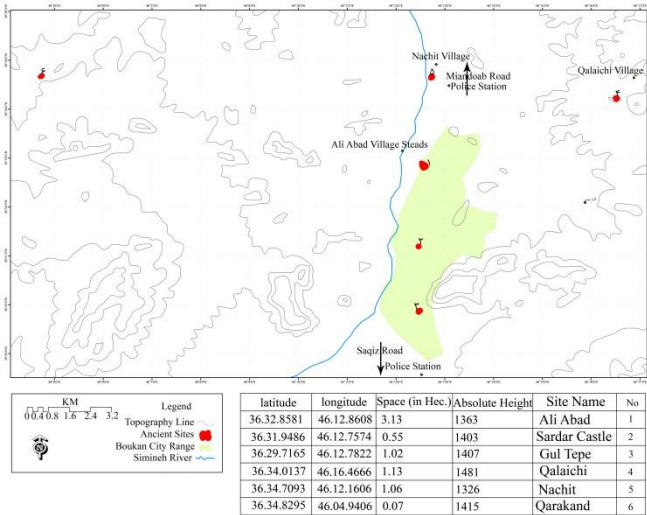 Nachit Village
Miandoab Road
Police Station
Qalaichi Village
۶
۵
۴
Ali Abad Village Steads
۱
۲
۳
Saqiz Road
Police Station
KM
0 0.4 0.8 1.6 2.4 3.2
Legend
Topography Line
Ancient Sites
Boukan City Range
Simineh River
latitude longitude Space (in Hec.) Absolute Height Site Name No
36.32.8581 46.12.8608 3.13 1363 Ali Abad 1
36.31.9486 46.12.7574 0.55 1403 Sardar Castle 2
36.29.7165 46.12.7822 1.02 1407 Gul Tepe 3
36.34.0137 46.16.4666 1.13 1481 Qalaichi 4
36.34.7093 46.12.1606 1.06 1326 Nachit 5
36.34.8295 46.04.9406 0.07 1415 Qarakand 6